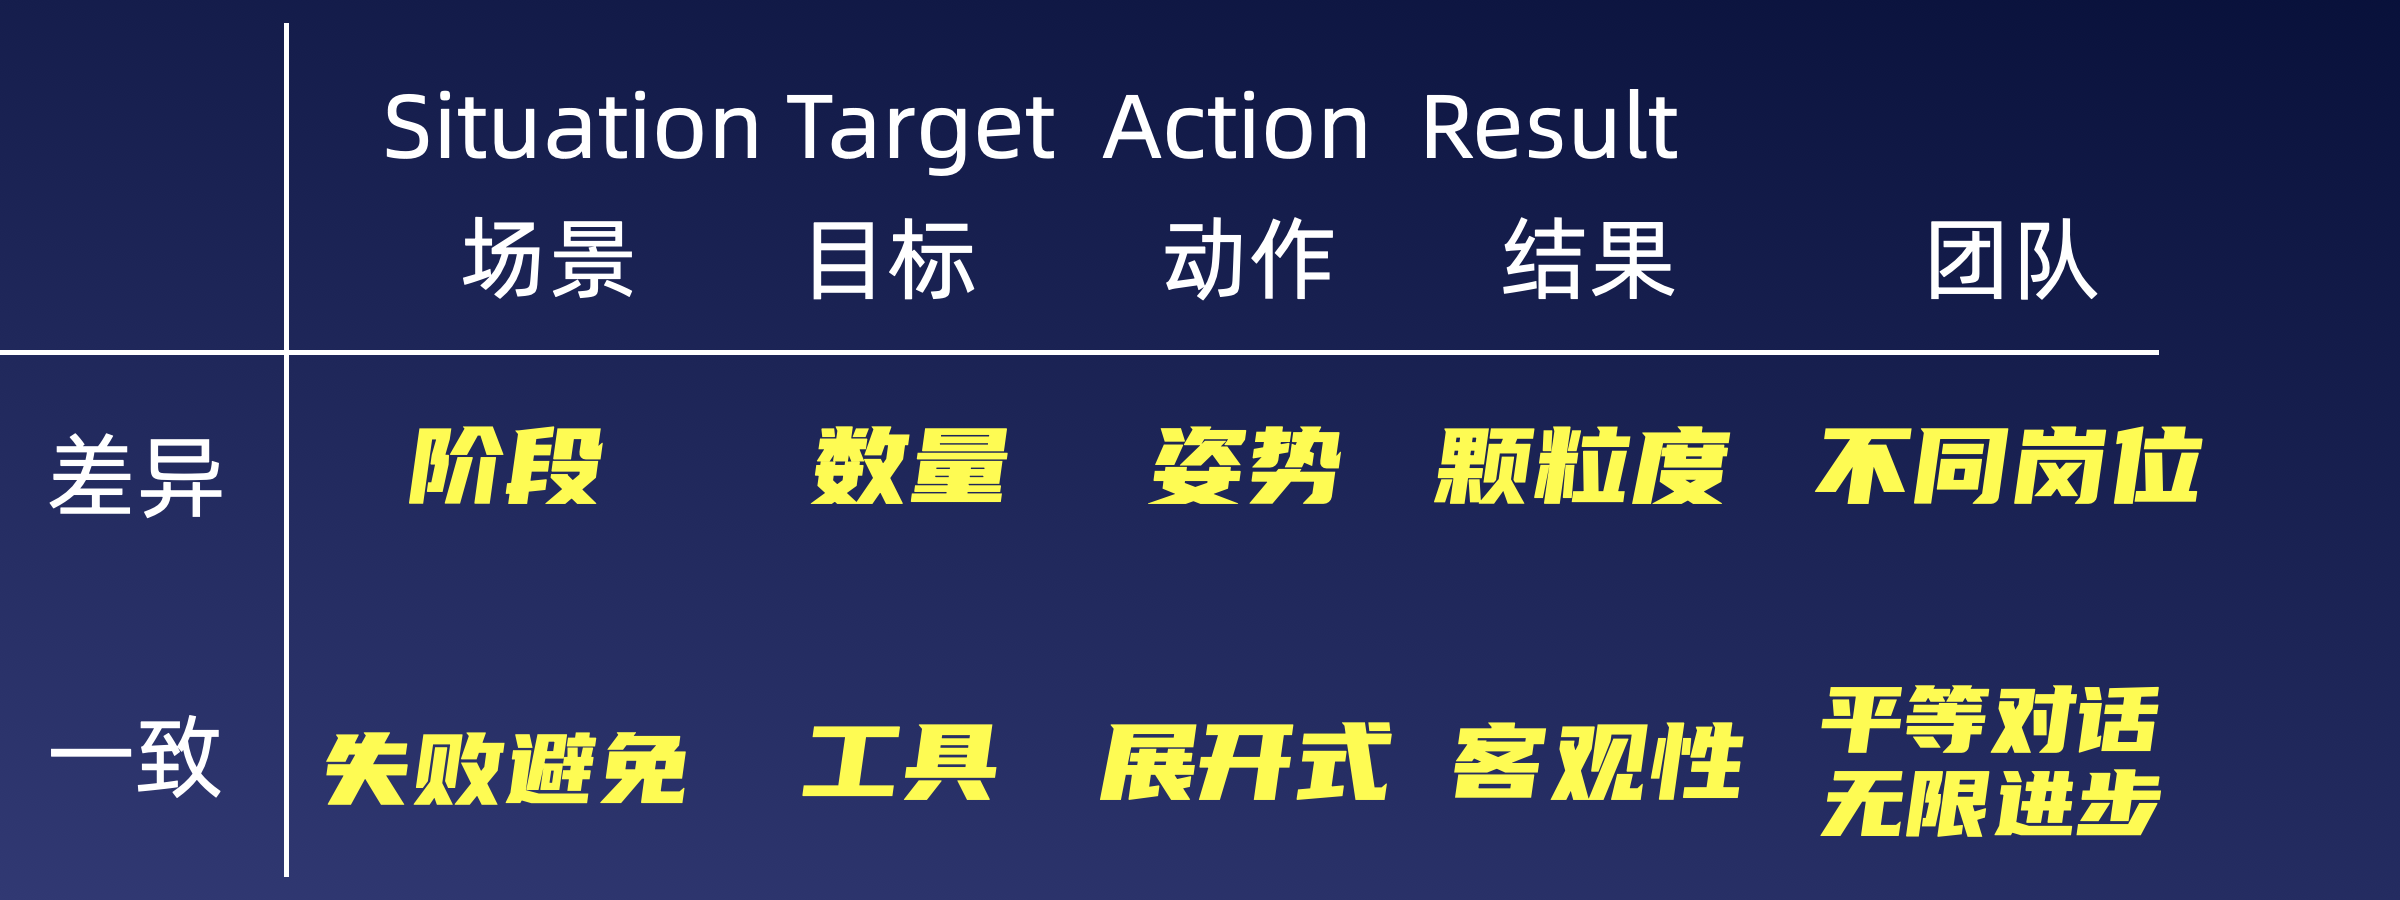 Situation Target Action Result
场景 目标 动作 结果 团队
差异 阶段 数量 姿势 颗粒度 不同岗位
一致 失败避免 工具 展开式 客观性 平等对话
无限进步